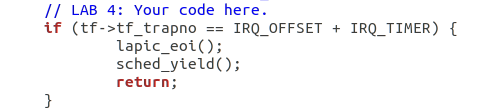 // LAB 4: Your code here.
if (tf->tf_trapno == IRQ_OFFSET + IRQ_TIMER) {
lapic_eoi();
sched_yield();
return;
}